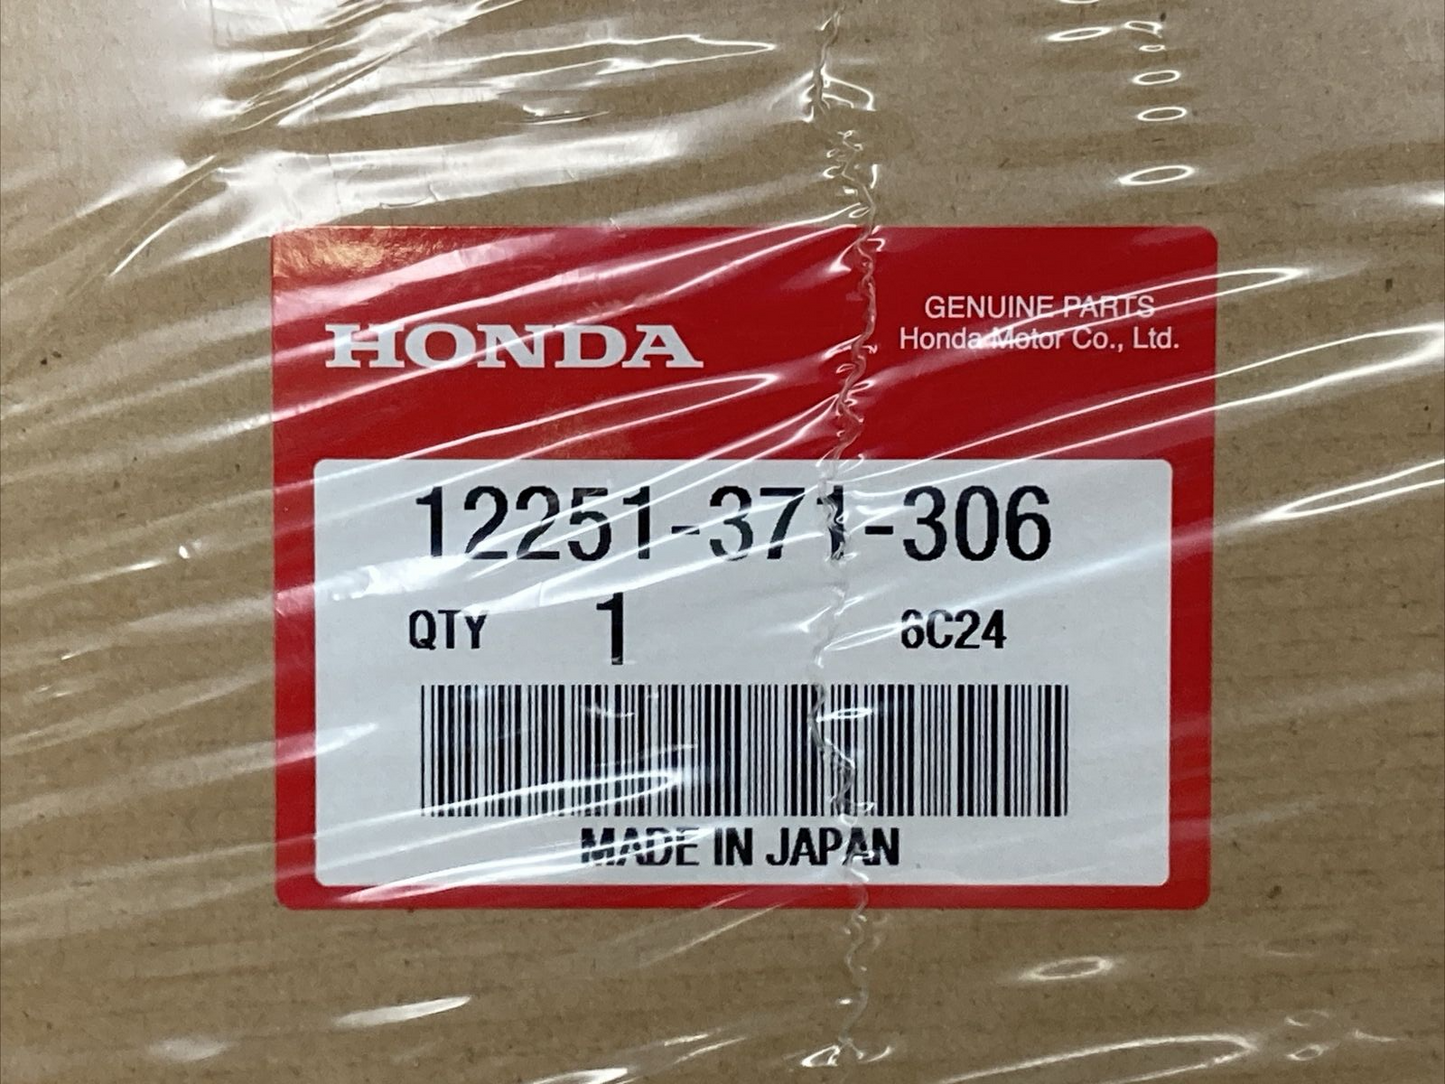 HONDA
GENUINE PARTS
Honda Motor Co., Ltd.
12251-371-306
QTY 1 6C24
MADE IN JAPAN